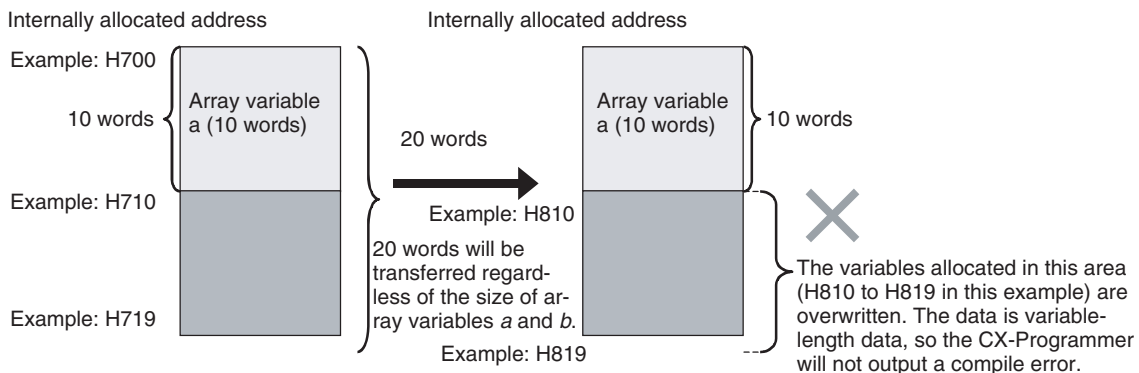 Internally allocated address
Internally allocated address
Example: H700
10 words
Array variable
a (10 words)
Example: H710
Example: H719
20 words
20 words will be
transferred regard-
less of the size of ar-
ray variables a and b.
Array variable
a (10 words)
10 words
Example: H810
Example: H819
The variables allocated in this area
(H810 to H819 in this example) are
overwritten. The data is variable-
length data, so the CX-Programmer
will not output a compile error.